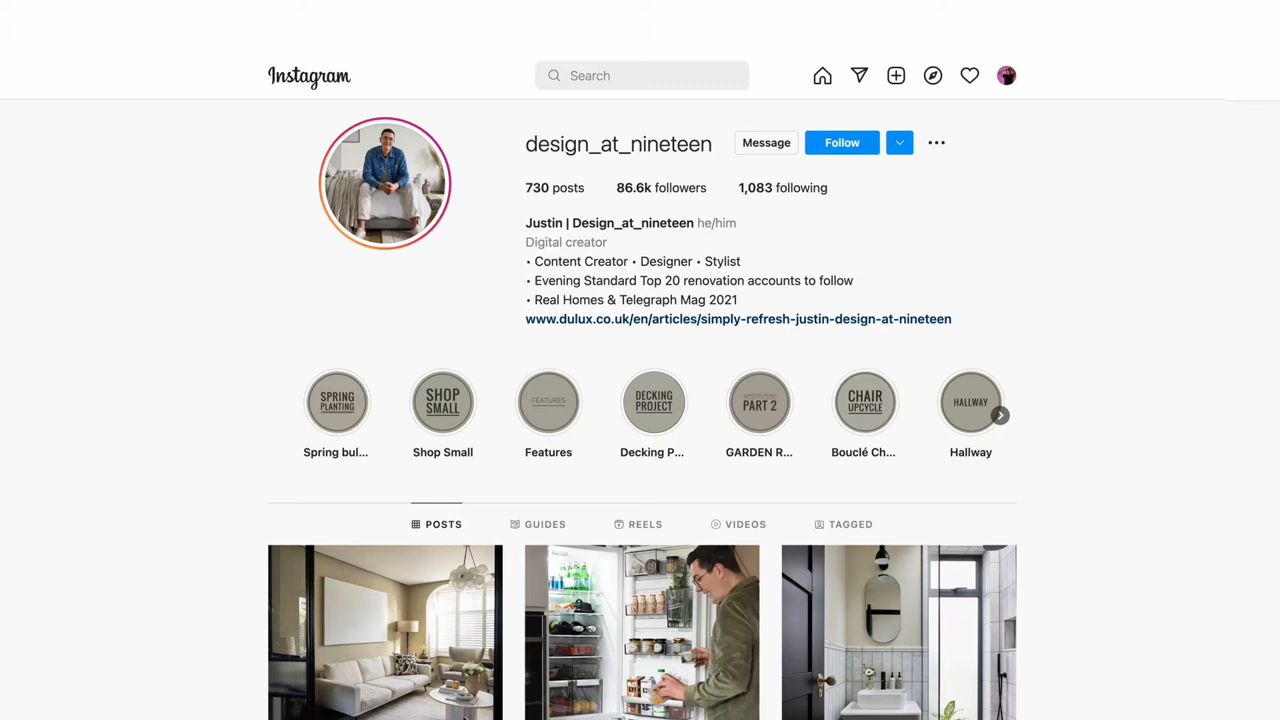 Instagram
Search
design_at_nineteen Message Follow
730 posts 86.6k followers 1,083 following
Justin | Design_at_nineteen he/him
Digital creator
• Content Creator • Designer • Stylist
• Evening Standard Top 20 renovation accounts to follow
• Real Homes & Telegraph Mag 2021
www.dulux.co.uk/en/articles/simply-refresh-justin-design-at-nineteen
SPRING
PLANTING
SHOP
SMALL
FEATURES
DECKING
PROJECT
PART 2
CHAIR
UPCYCLE
HALLWAY
Spring bul... Shop Small Features Decking P... GARDEN R... Bouclé Ch... Hallway
POSTS GUIDES REELS VIDEOS TAGGED